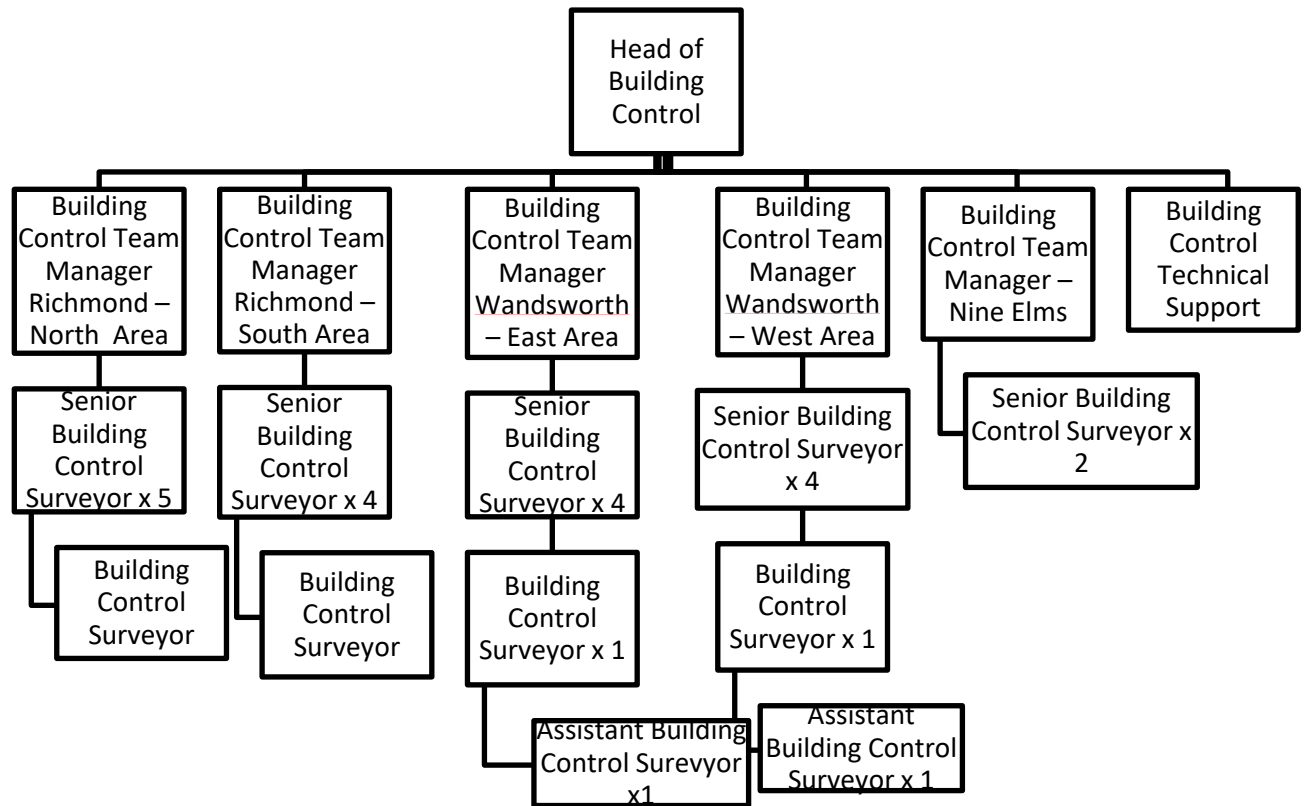 Head of
Building
Control
Building
Control Team
Manager
Richmond –
North  Area
Building
Control Team
Manager
Richmond –
South Area
Building
Control Team
Manager
Wandsworth
– East Area
Building
Control Team
Manager
Wandsworth
– West Area
Building
Control Team
Manager –
Nine Elms
Building
Control
Technical
Support
Senior
Building
Control
Surveyor x 5
Senior
Building
Control
Surveyor x 4
Senior
Building
Control
Surveyor x 4
Senior Building
Control Surveyor
x 4
Senior Building
Control Surveyor x
2
Building
Control
Surveyor
Building
Control
Surveyor
Building
Control
Surveyor x 1
Building
Control
Surveyor x 1
Assistant Building
Control Surevyor
x1
Assistant
Building Control
Surveyor x 1